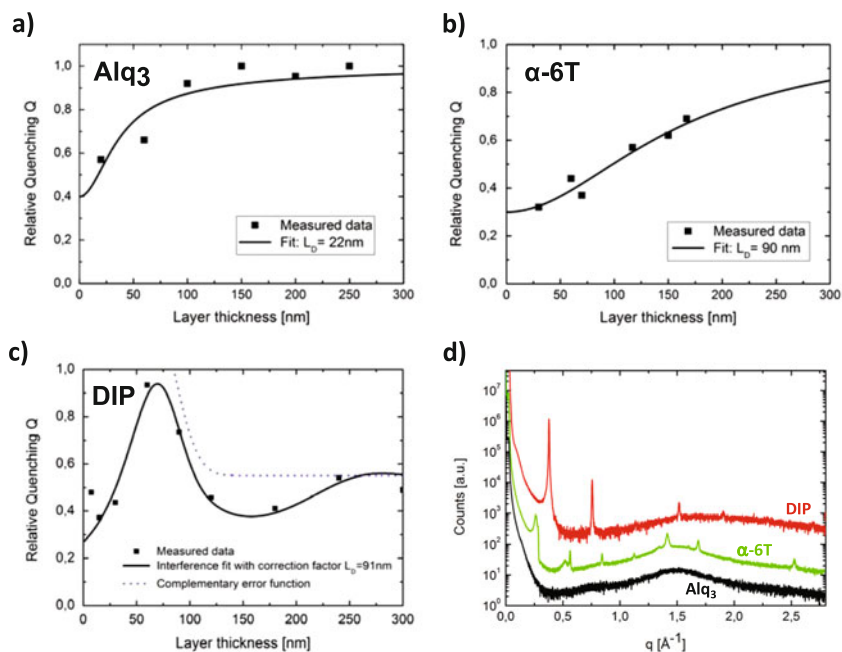 a)
Alq3
Relative Quenching Q
1,0
0,8
0,6
0,4
0,2
0,0
0 50 100 150 200 250 300
Layer thickness [nm]
Measured data
Fit: LD= 22nm
b)
α-6T
Relative Quenching Q
1,0
0,8
0,6
0,4
0,2
0,0
0 50 100 150 200 250 300
Layer thickness [nm]
Measured data
Fit: LD= 90 nm
c)
DIP
Relative Quenching Q
1,0
0,8
0,6
0,4
0,2
0,0
0 50 100 150 200 250 300
Layer thickness [nm]
Measured data
Interference fit with correction factor LD=91nm
Complementary error function
d)
Counts [a.u.]
10^7
10^6
10^5
10^4
10^3
10^2
10^1
10^0
0,0 0,5 1,0 1,5 2,0 2,5
q [Å-1]
DIP
α-6T
Alq3